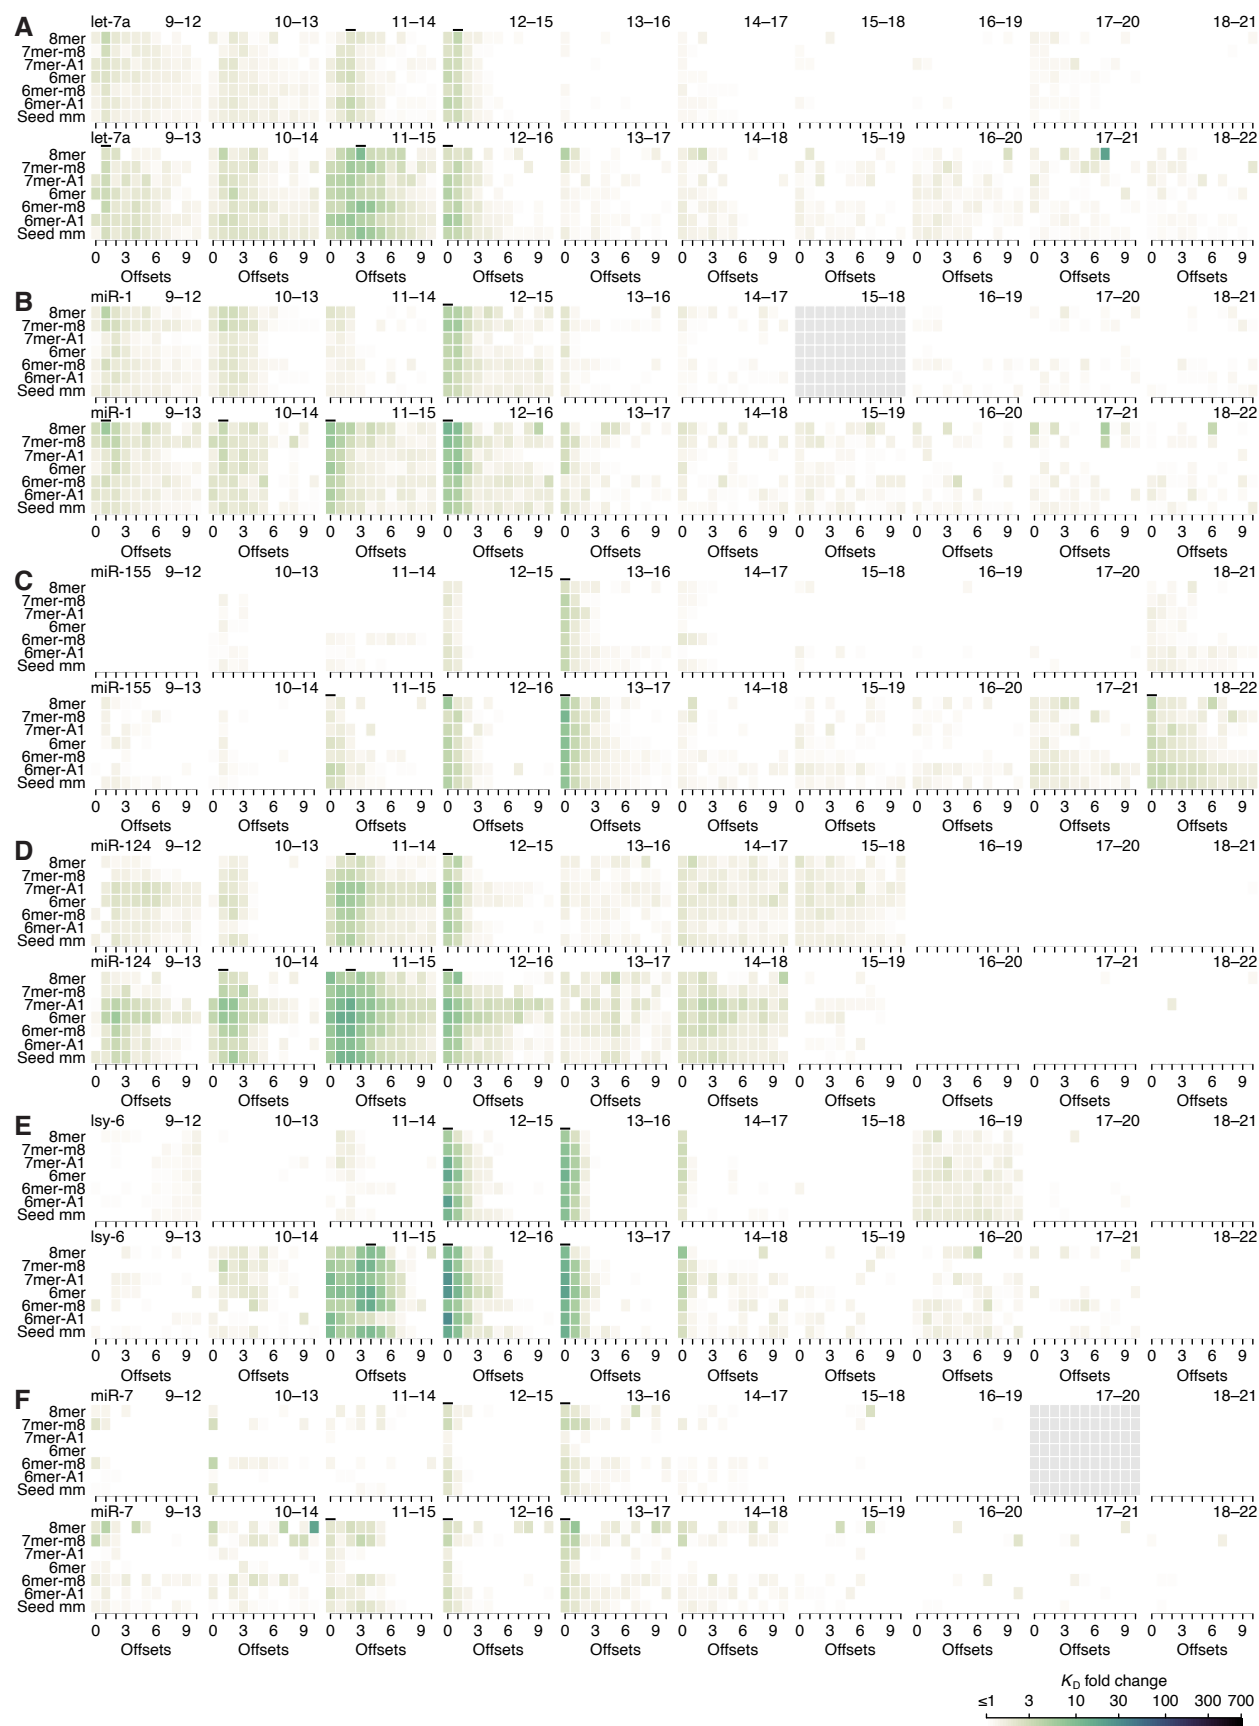 A
let-7a 9–12 10–13 11–14 12–15 13–16 14–17 15–18 16–19 17–20 18–21
8mer
7mer-m8
7mer-A1
6mer
6mer-m8
6mer-A1
Seed mm
let-7a 9–13 10–14 11–15 12–16 13–17 14–18 15–19 16–20 17–21 18–22
8mer
7mer-m8
7mer-A1
6mer
6mer-m8
6mer-A1
Seed mm
0 3 6 9 0 3 6 9 0 3 6 9 0 3 6 9 0 3 6 9 0 3 6 9 0 3 6 9 0 3 6 9 0 3 6 9 0 3 6 9
Offsets Offsets Offsets Offsets Offsets Offsets Offsets Offsets Offsets Offsets
B
miR-1 9–12 10–13 11–14 12–15 13–16 14–17 15–18 16–19 17–20 18–21
8mer
7mer-m8
7mer-A1
6mer
6mer-m8
6mer-A1
Seed mm
miR-1 9–13 10–14 11–15 12–16 13–17 14–18 15–19 16–20 17–21 18–22
8mer
7mer-m8
7mer-A1
6mer
6mer-m8
6mer-A1
Seed mm
0 3 6 9 0 3 6 9 0 3 6 9 0 3 6 9 0 3 6 9 0 3 6 9 0 3 6 9 0 3 6 9 0 3 6 9 0 3 6 9
Offsets Offsets Offsets Offsets Offsets Offsets Offsets Offsets Offsets Offsets
C
miR-155 9–12 10–13 11–14 12–15 13–16 14–17 15–18 16–19 17–20 18–21
8mer
7mer-m8
7mer-A1
6mer
6mer-m8
6mer-A1
Seed mm
miR-155 9–13 10–14 11–15 12–16 13–17 14–18 15–19 16–20 17–21 18–22
8mer
7mer-m8
7mer-A1
6mer
6mer-m8
6mer-A1
Seed mm
0 3 6 9 0 3 6 9 0 3 6 9 0 3 6 9 0 3 6 9 0 3 6 9 0 3 6 9 0 3 6 9 0 3 6 9 0 3 6 9
Offsets Offsets Offsets Offsets Offsets Offsets Offsets Offsets Offsets Offsets
D
miR-124 9–12 10–13 11–14 12–15 13–16 14–17 15–18 16–19 17–20 18–21
8mer
7mer-m8
7mer-A1
6mer
6mer-m8
6mer-A1
Seed mm
miR-124 9–13 10–14 11–15 12–16 13–17 14–18 15–19 16–20 17–21 18–22
8mer
7mer-m8
7mer-A1
6mer
6mer-m8
6mer-A1
Seed mm
0 3 6 9 0 3 6 9 0 3 6 9 0 3 6 9 0 3 6 9 0 3 6 9 0 3 6 9 0 3 6 9 0 3 6 9 0 3 6 9
Offsets Offsets Offsets Offsets Offsets Offsets Offsets Offsets Offsets Offsets
E
lsy-6 9–12 10–13 11–14 12–15 13–16 14–17 15–18 16–19 17–20 18–21
8mer
7mer-m8
7mer-A1
6mer
6mer-m8
6mer-A1
Seed mm
lsy-6 9–13 10–14 11–15 12–16 13–17 14–18 15–19 16–20 17–21 18–22
8mer
7mer-m8
7mer-A1
6mer
6mer-m8
6mer-A1
Seed mm
0 3 6 9 0 3 6 9 0 3 6 9 0 3 6 9 0 3 6 9 0 3 6 9 0 3 6 9 0 3 6 9 0 3 6 9 0 3 6 9
Offsets Offsets Offsets Offsets Offsets Offsets Offsets Offsets Offsets Offsets
F
miR-7 9–12 10–13 11–14 12–15 13–16 14–17 15–18 16–19 17–20 18–21
8mer
7mer-m8
7mer-A1
6mer
6mer-m8
6mer-A1
Seed mm
miR-7 9–13 10–14 11–15 12–16 13–17 14–18 15–19 16–20 17–21 18–22
8mer
7mer-m8
7mer-A1
6mer
6mer-m8
6mer-A1
Seed mm
0 3 6 9 0 3 6 9 0 3 6 9 0 3 6 9 0 3 6 9 0 3 6 9 0 3 6 9 0 3 6 9 0 3 6 9 0 3 6 9
Offsets Offsets Offsets Offsets Offsets Offsets Offsets Offsets Offsets Offsets
KD fold change
≤1 3 10 30 100 300 700